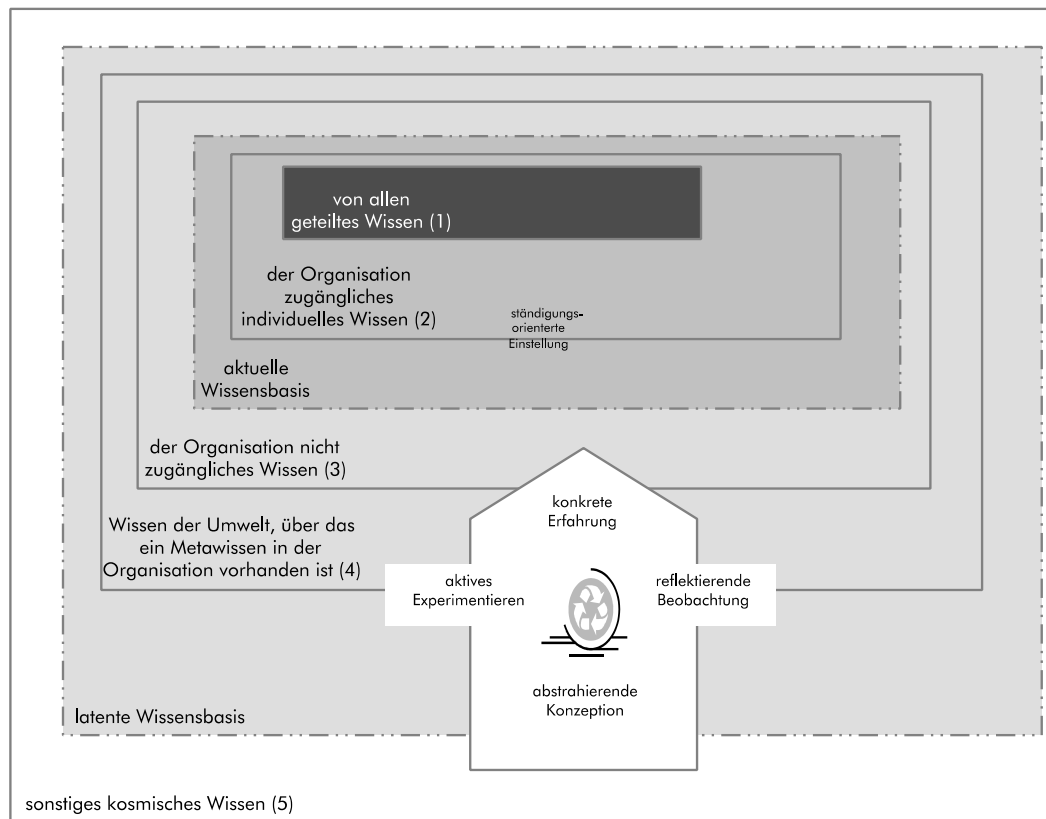 von allen
geteiltes Wissen (1)
der Organisation
zugängliches
individuelles Wissen (2)
ständigungs-
orienterte
Einstellung
aktuelle
Wissensbasis
der Organisation nicht
zugängliches Wissen (3)
konkrete
Erfahrung
Wissen der Umwelt, über das
ein Metawissen in der
Organisation vorhanden ist (4)
aktives
Experimentieren
reflektierende
Beobachtung
abstrahierende
Konzeption
latente Wissensbasis
sonstiges kosmisches Wissen (5)